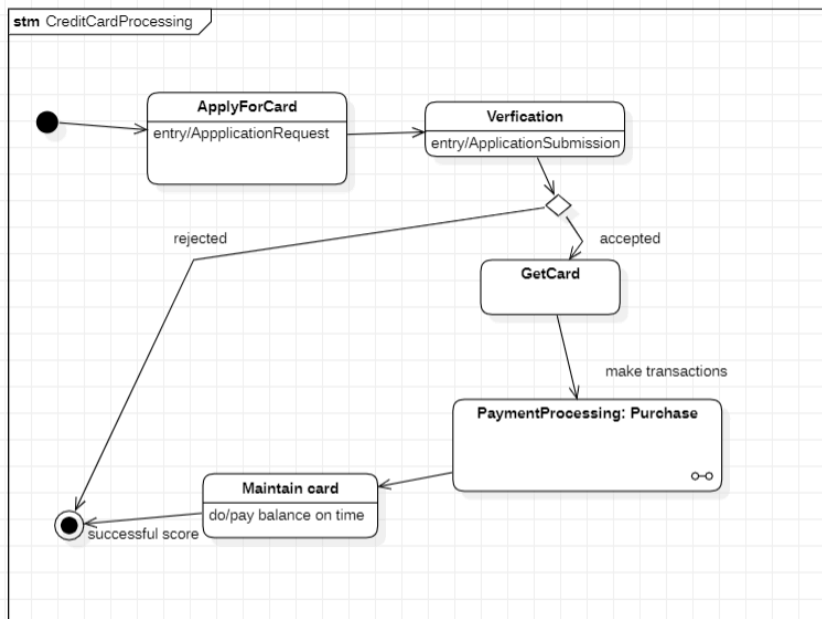 stm CreditCardProcessing
ApplyForCard
entry/AppplicationRequest
Verfication
entry/ApplicationSubmission
rejected
accepted
GetCard
make transactions
PaymentProcessing: Purchase
Maintain card
do/pay balance on time
successful score